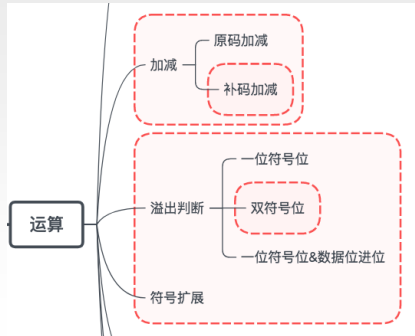 原码加减
加减
补码加减
一位符号位
溢出判断
双符号位
运算
一位符号位&数据位进位
符号扩展